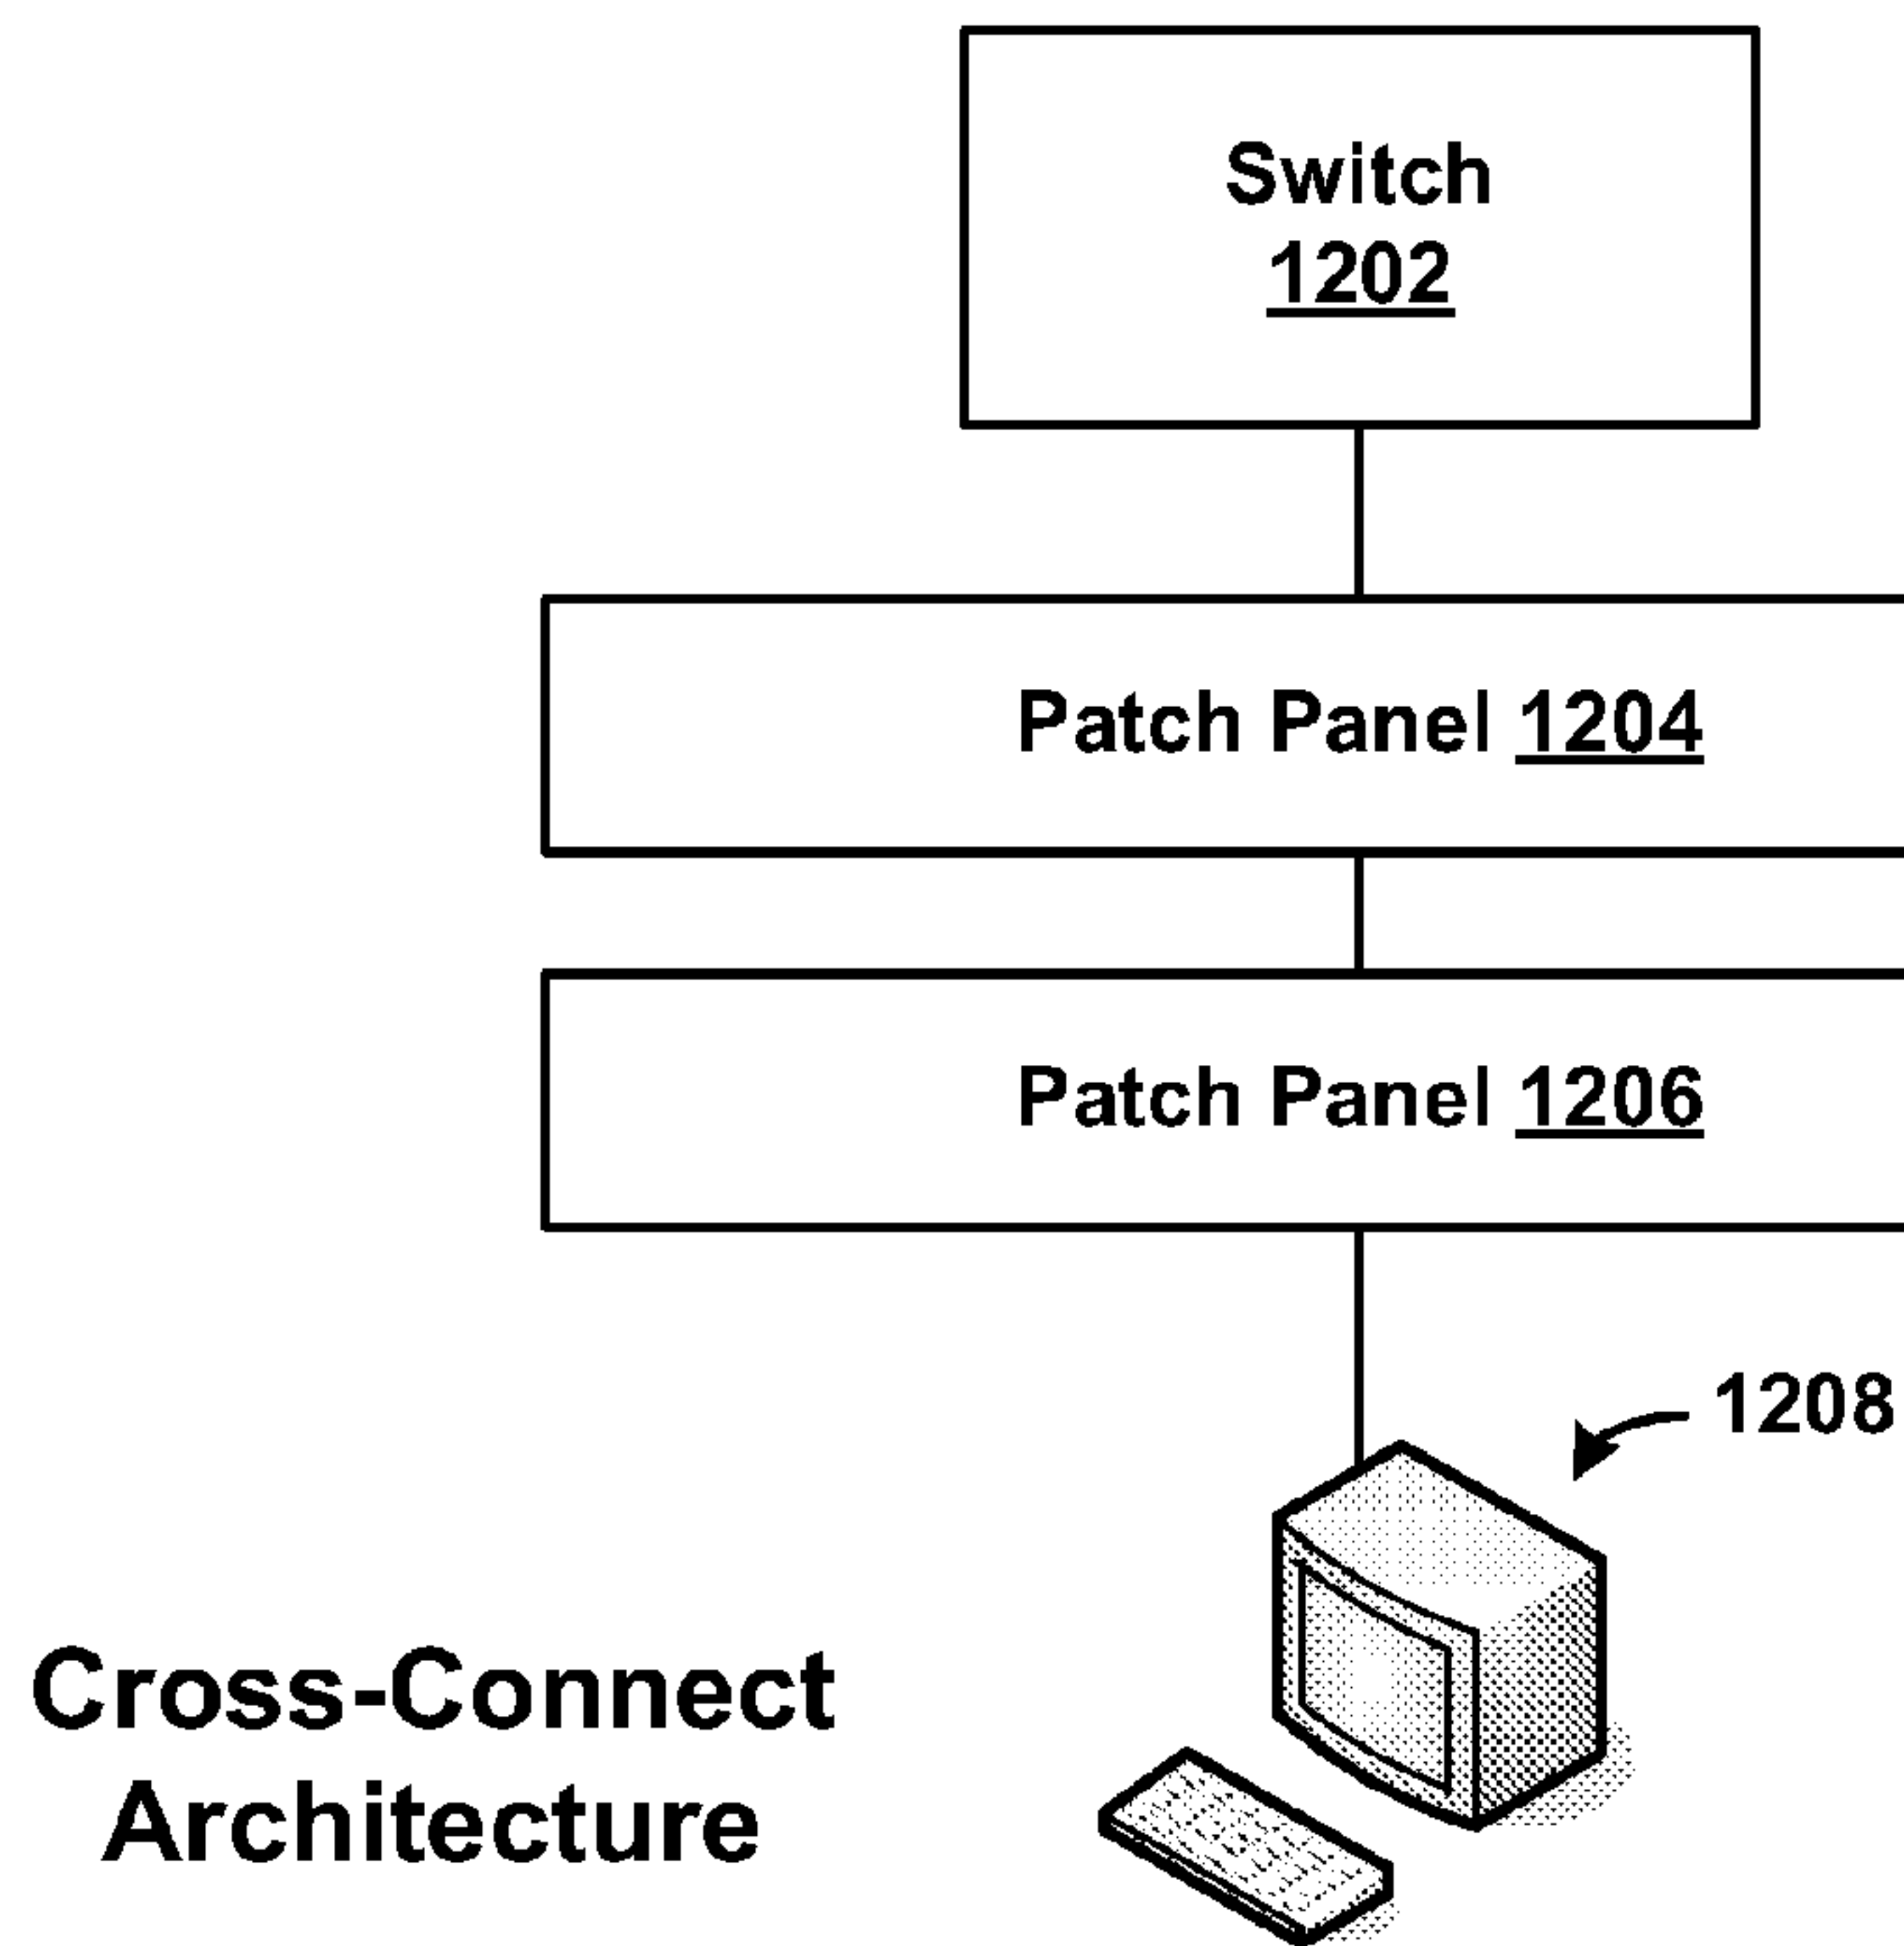 Switch
1202
Patch Panel 1204
Patch Panel 1206
1208
Cross-Connect
Architecture